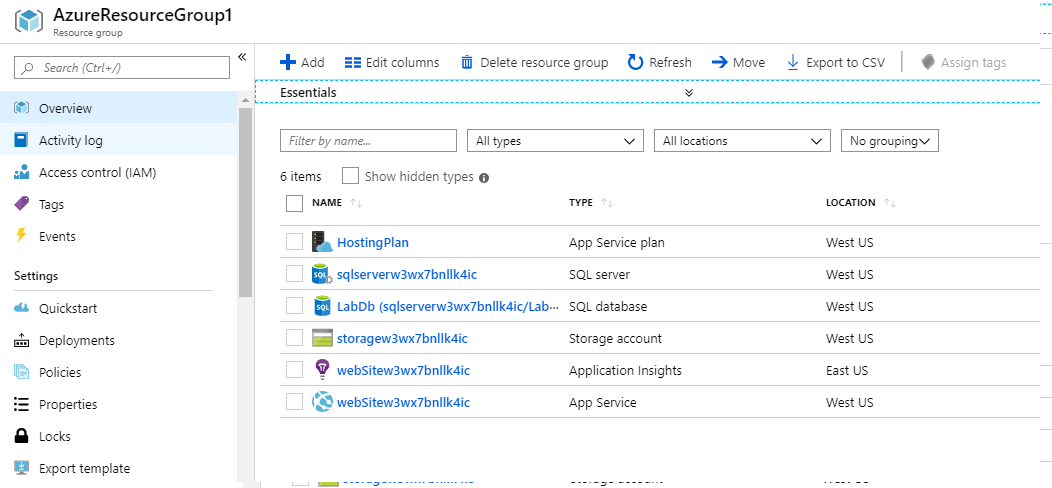 AzureResourceGroup1
Resource group
Search (Ctrl+/)
Overview
Activity log
Access control (IAM)
Tags
Events
Settings
Quickstart
Deployments
Policies
Properties
Locks
Export template
Add Edit columns Delete resource group Refresh Move Export to CSV Assign tags
Essentials
Filter by name... All types All locations No grouping
6 items Show hidden types
NAME TYPE LOCATION
HostingPlan App Service plan West US
SQL sqlserverw3wx7bnllk4ic SQL server West US
SQL LabDb (sqlserverw3wx7bnllk4ic/Lab··· SQL database West US
storagew3wx7bnllk4ic Storage account West US
webSitew3wx7bnllk4ic Application Insights East US
webSitew3wx7bnllk4ic App Service West US